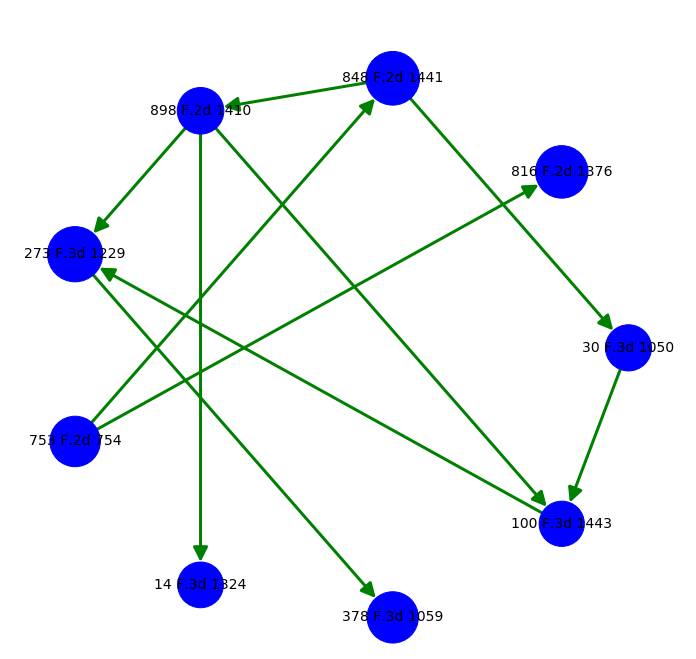 848 F.2d 1441
898 F.2d 1410
816 F.2d 1376
273 F.3d 1229
30 F.3d 1050
753 F.2d 754
100 F.3d 1443
14 F.3d 1324
378 F.3d 1059